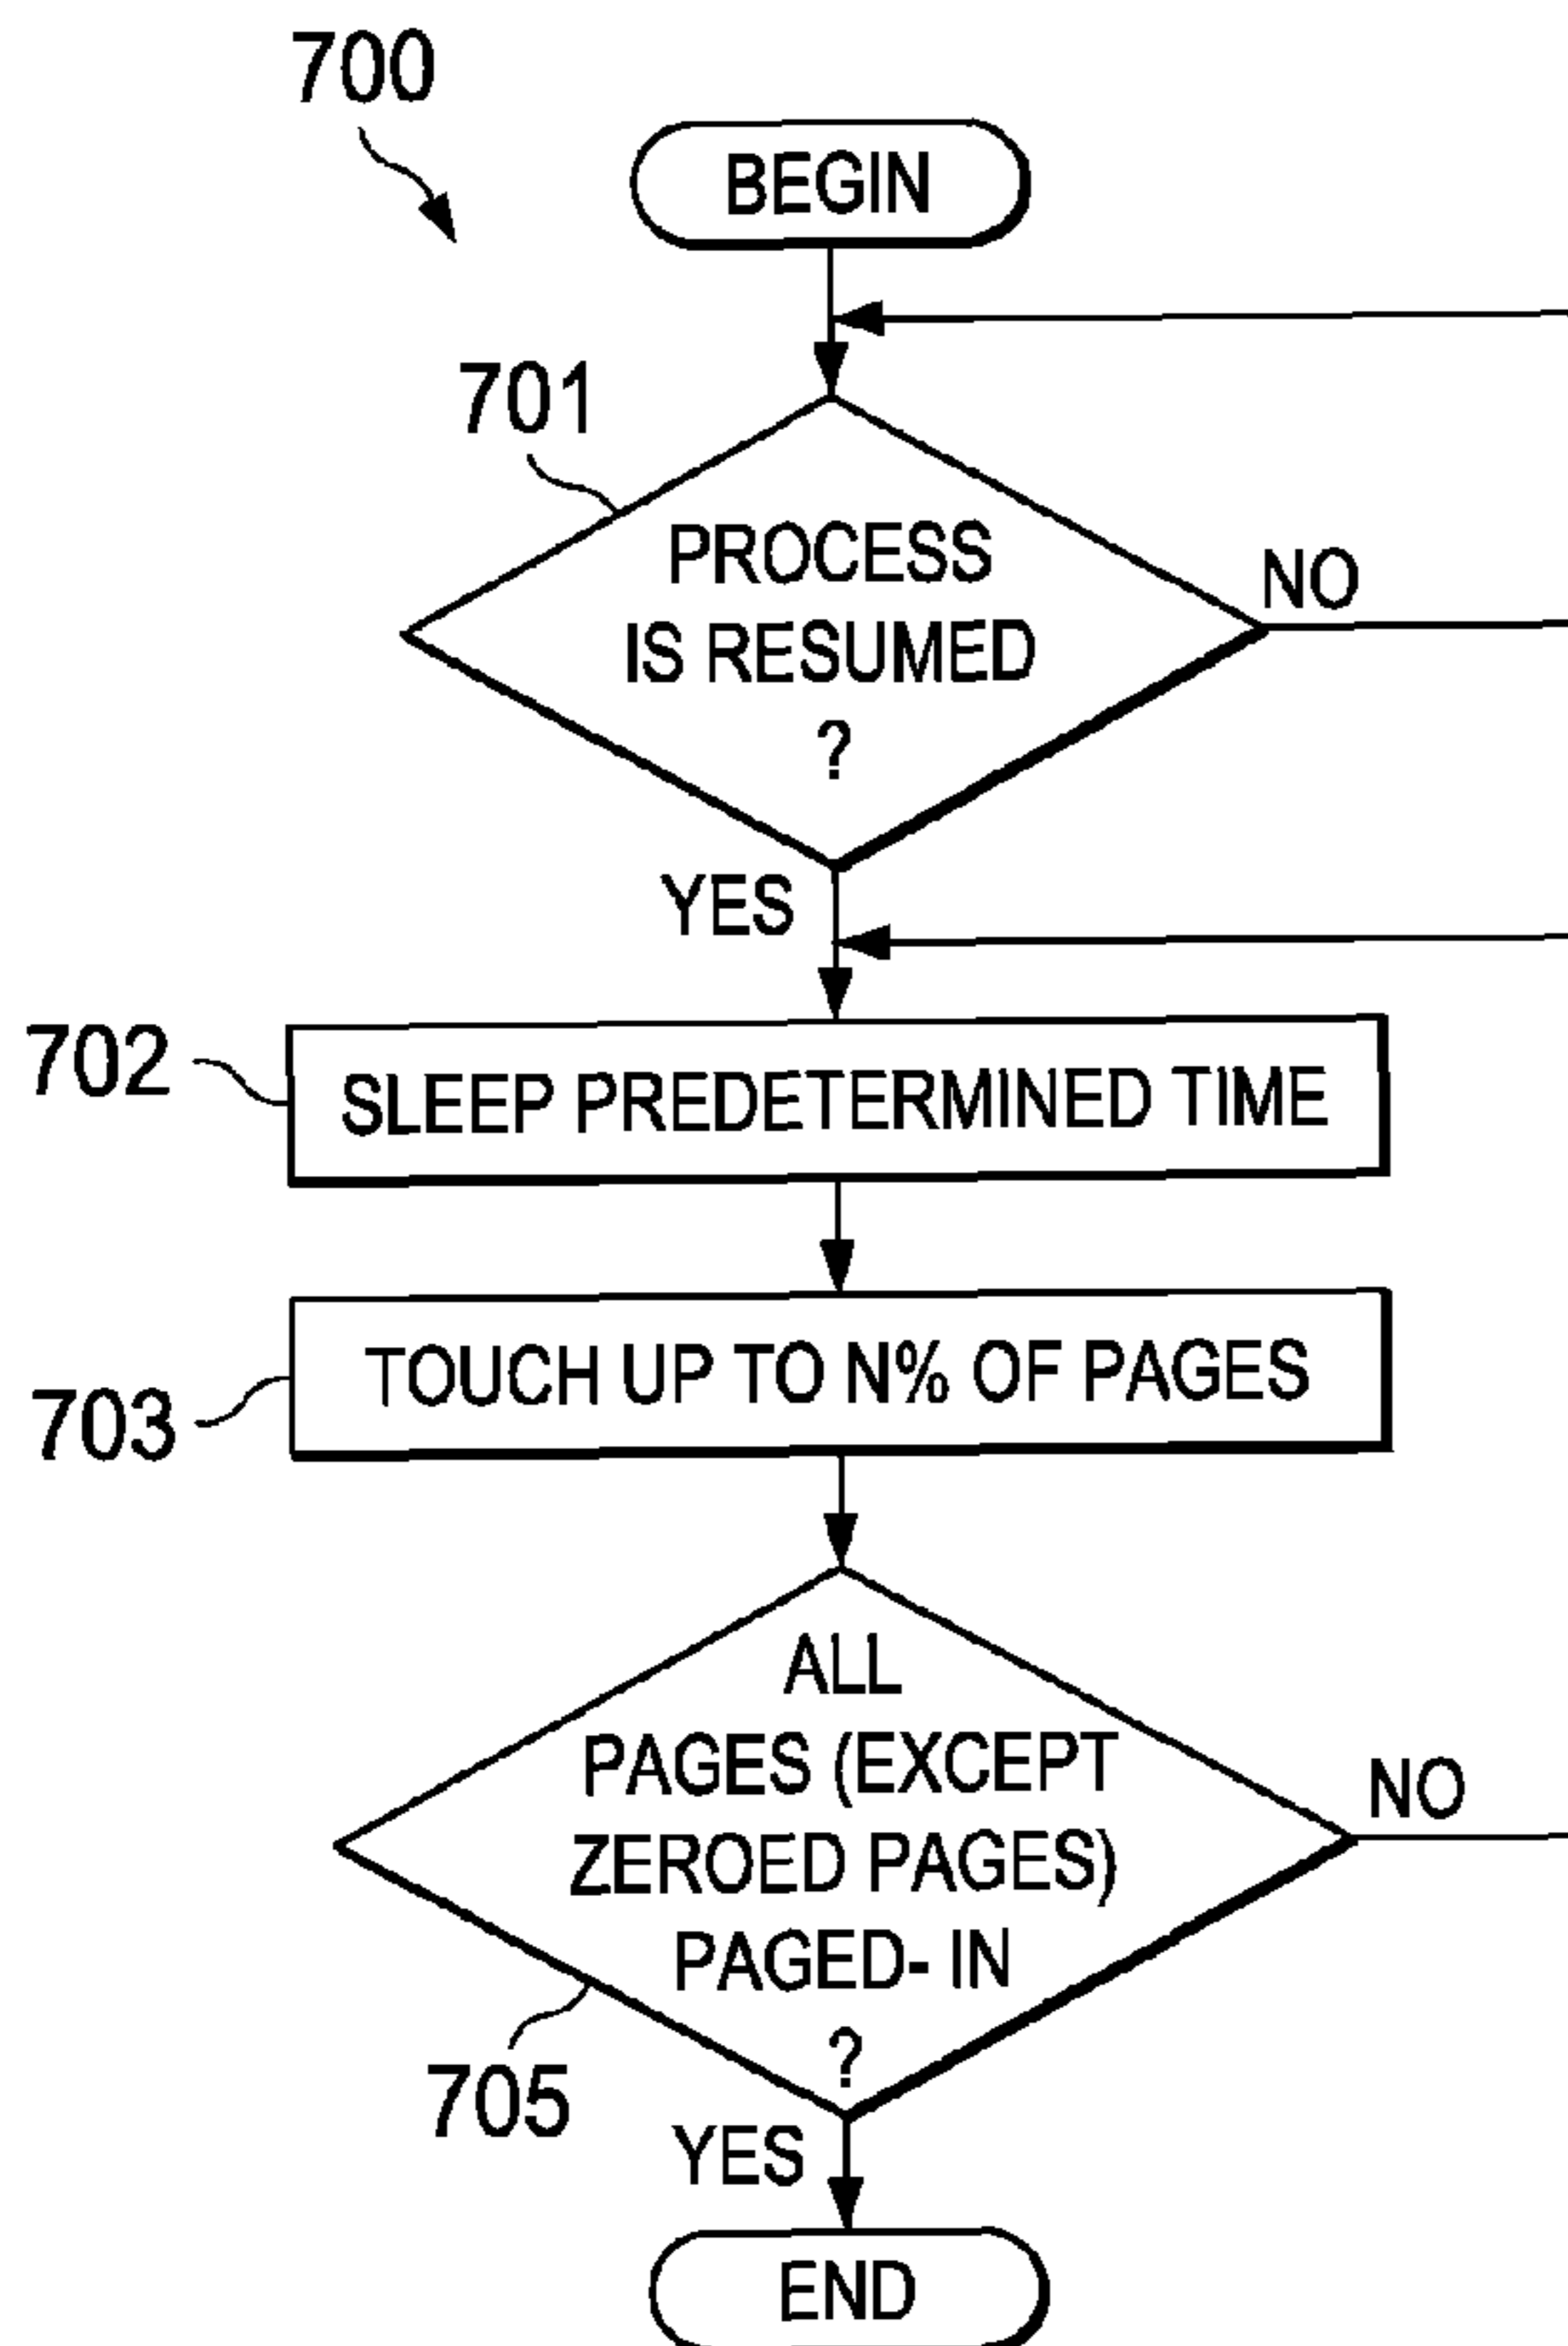 700
BEGIN
701
PROCESS
IS RESUMED
?
NO
YES
702
SLEEP PREDETERMINED TIME
703
TOUCH UP TO N% OF PAGES
ALL
PAGES (EXCEPT
ZEROED PAGES)
PAGED- IN
?
NO
705
YES
END